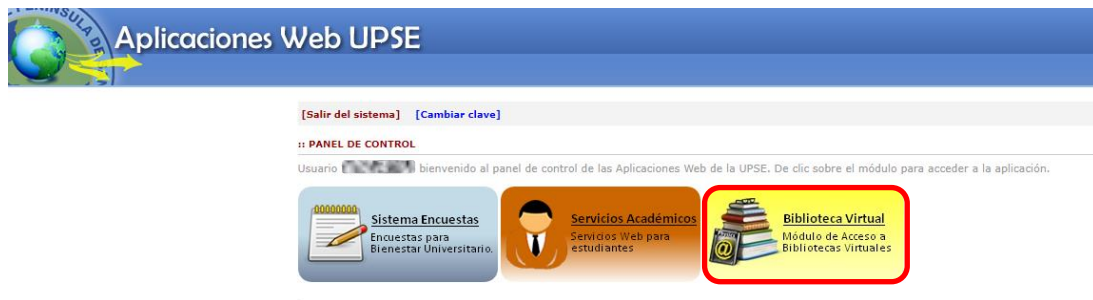 PENINSULA DE
Aplicaciones Web UPSE
[Salir del sistema] [Cambiar clave]
:: PANEL DE CONTROL
Usuario bienvenido al panel de control de las Aplicaciones Web de la UPSE. De clic sobre el módulo para acceder a la aplicación.
Sistema Encuestas
Encuestas para
Bienestar Universitario.
Servicios Académicos
Servicios Web para
estudiantes
Biblioteca Virtual
Módulo de Acceso a
Bibliotecas Virtuales
@